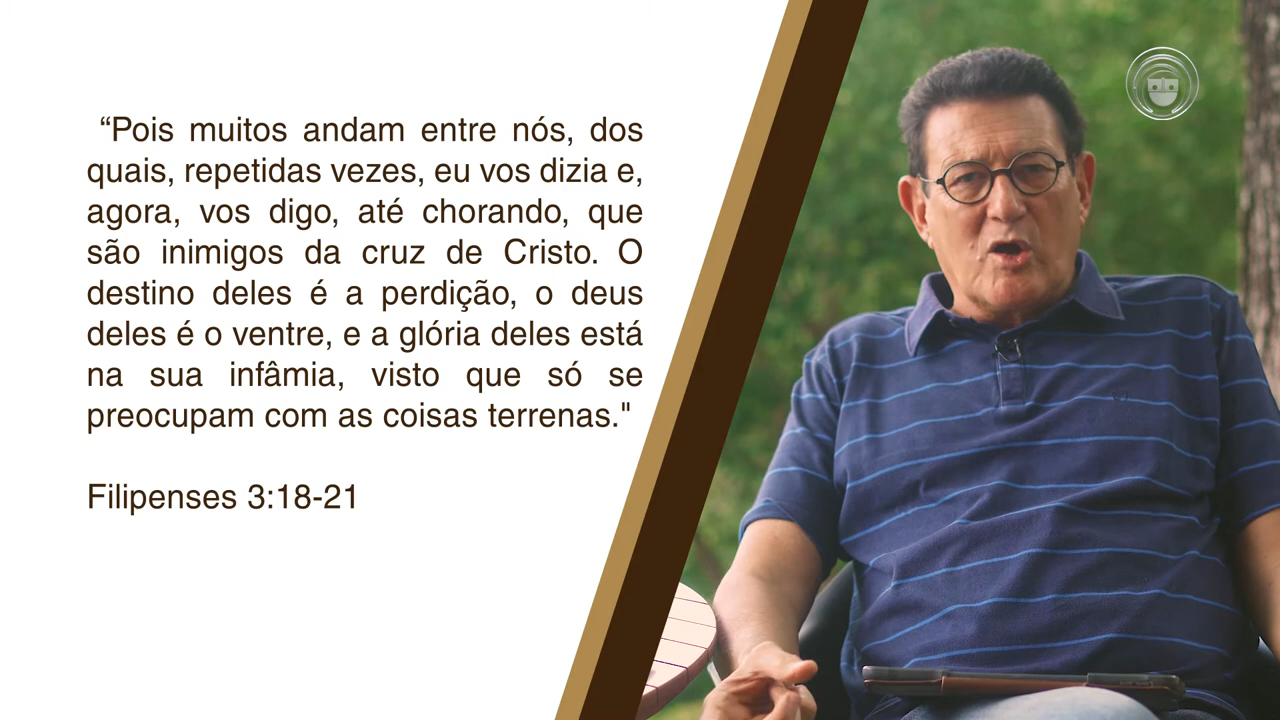 “Pois muitos andam entre nós, dos
quais, repetidas vezes, eu vos dizia e,
agora, vos digo, até chorando, que
são inimigos da cruz de Cristo. O
destino deles é a perdição, o deus
deles é o ventre, e a glória deles está
na sua infâmia, visto que só se
preocupam com as coisas terrenas."
Filipenses 3:18-21